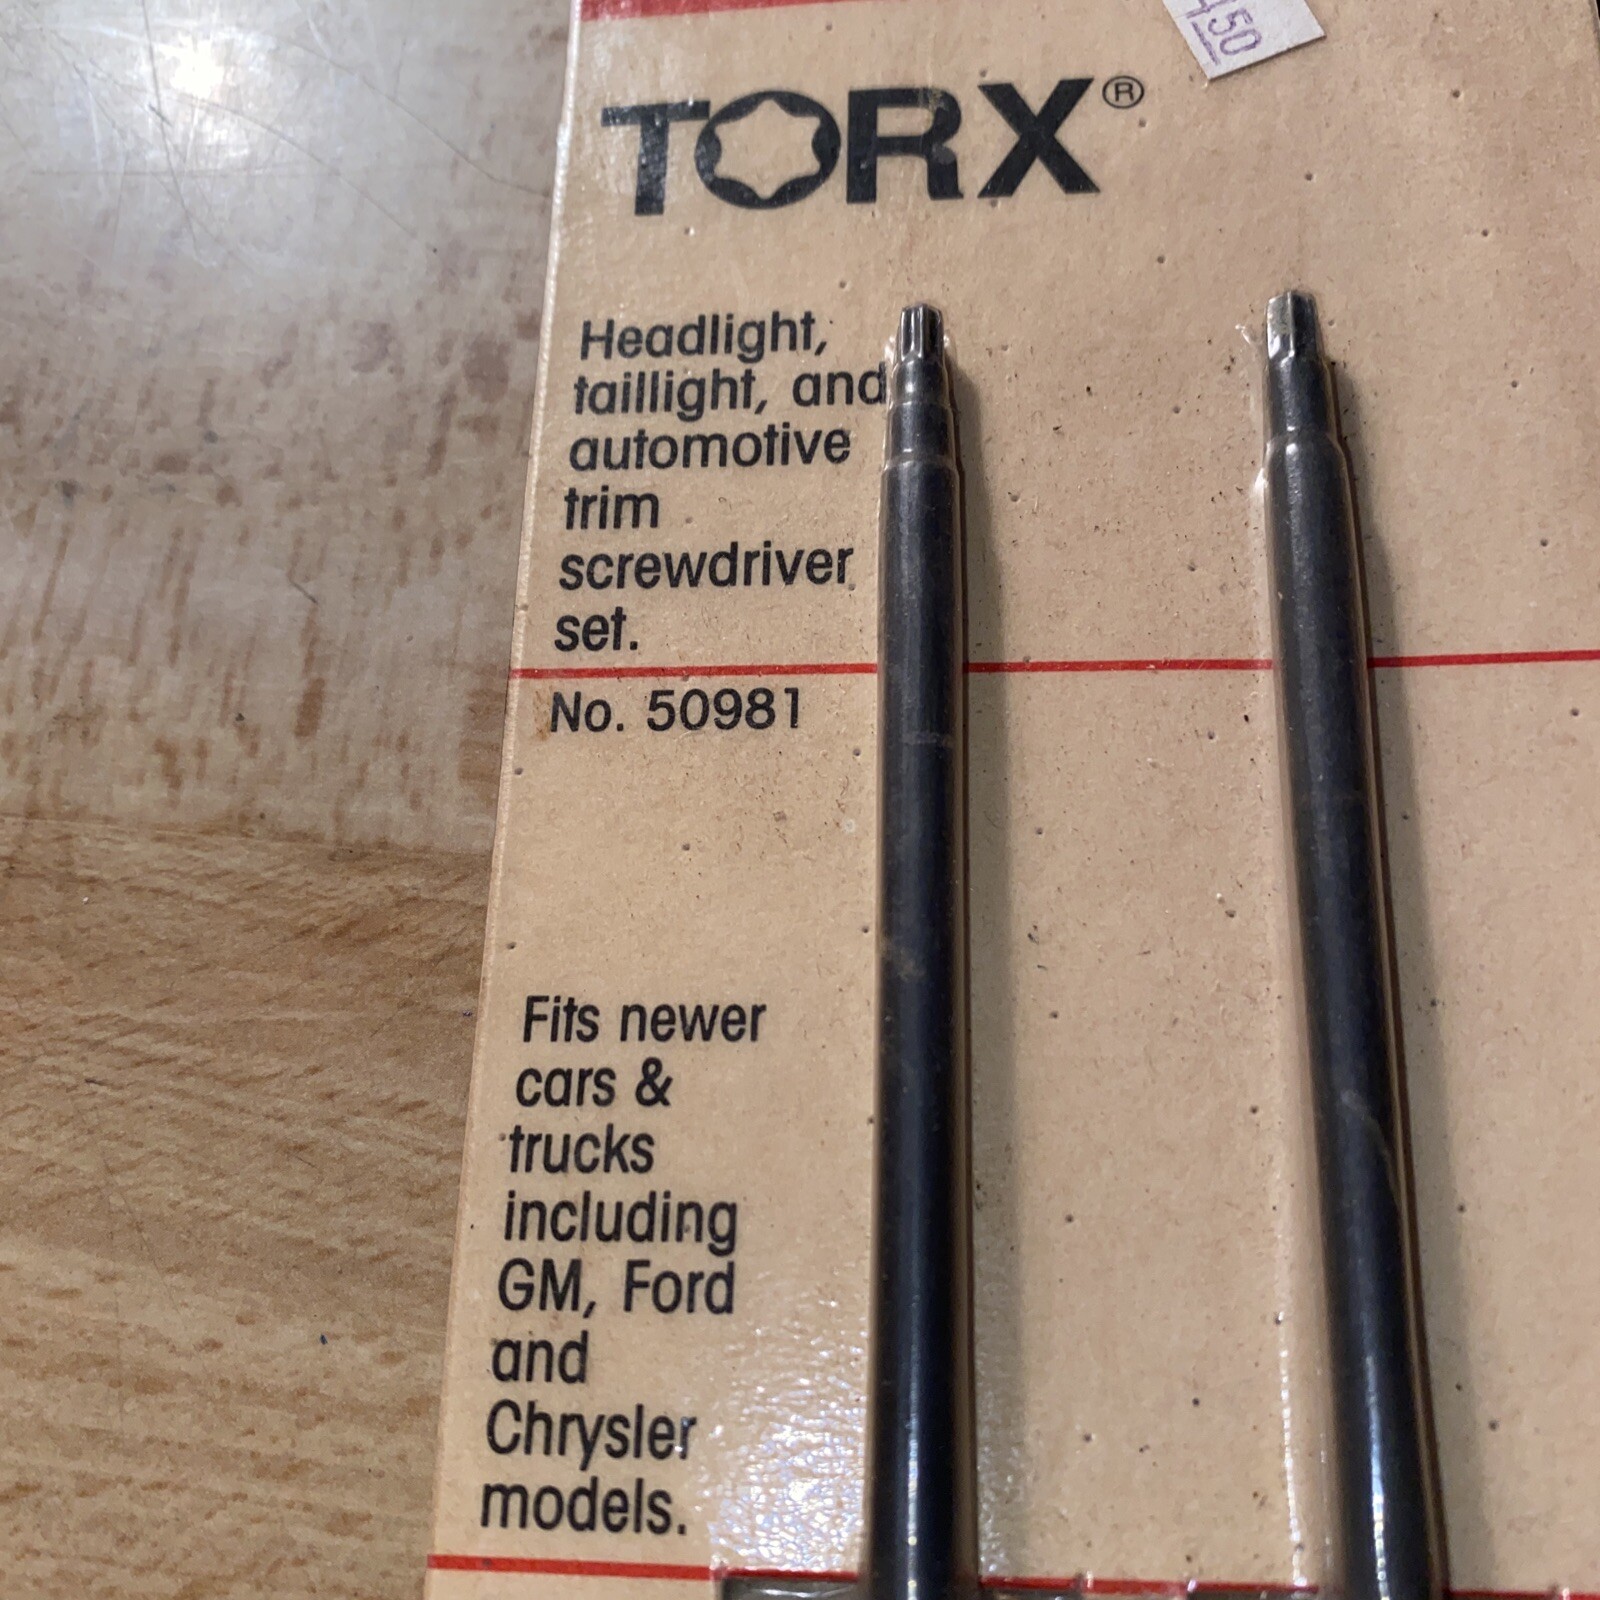 TORX®
Headlight,
taillight, and
automotive
trim
screwdriver
set.
No. 50981
Fits newer
cars &
trucks
including
GM, Ford
and
Chrysler
models.